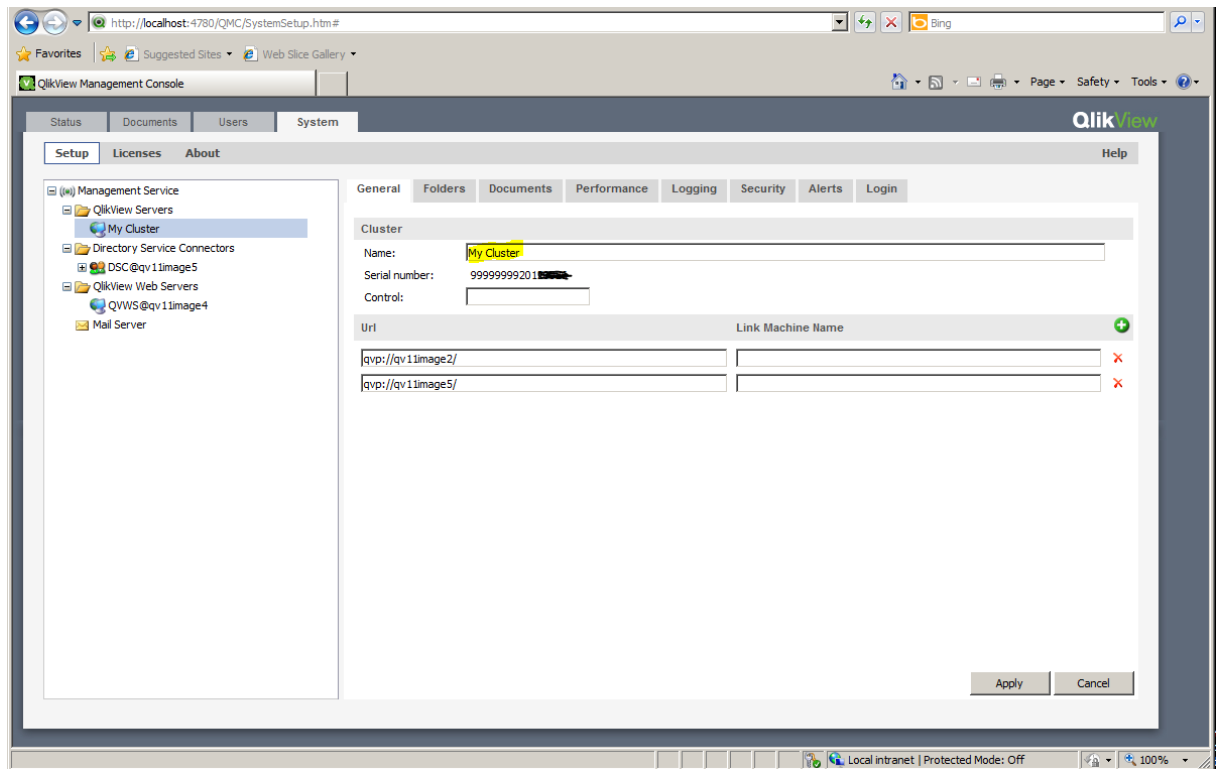 http://localhost:4780/QMC/SystemSetup.htm# Bing
Favorites Suggested Sites Web Slice Gallery
QlikView Management Console Page Safety Tools
Status Documents Users System QlikView
Setup Licenses About Help
Management Service
QlikView Servers
My Cluster
Directory Service Connectors
DSC@qv11image5
QlikView Web Servers
QVWS@qv11image4
Mail Server
General Folders Documents Performance Logging Security Alerts Login
Cluster
Name: My Cluster
Serial number: 9999999920
Control:
Url Link Machine Name
qvp://qv11image2/
qvp://qv11image5/
Apply Cancel
Local intranet | Protected Mode: Off 100%